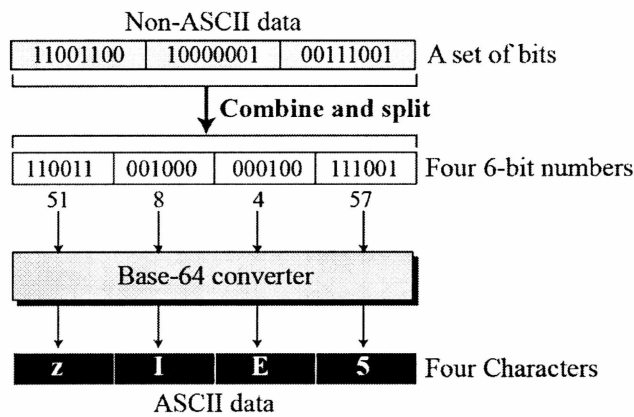 Non-ASCII data
11001100 10000001 00111001 A set of bits
Combine and split
110011 001000 000100 111001 Four 6-bit numbers
51 8 4 57
Base-64 converter
z I E 5 Four Characters
ASCII data